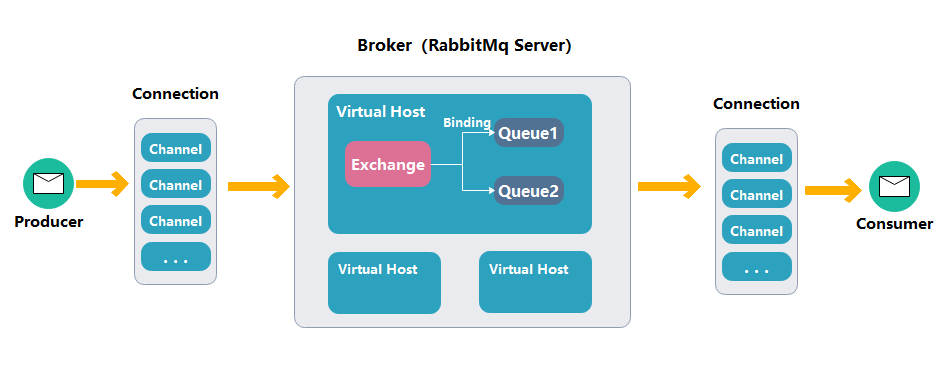 Broker（RabbitMq Server）
Connection
Channel
Channel
Channel
. . .
Producer
Virtual Host
Binding
Exchange
Queue1
Queue2
Virtual Host
Virtual Host
Connection
Channel
Channel
Channel
. . .
Consumer